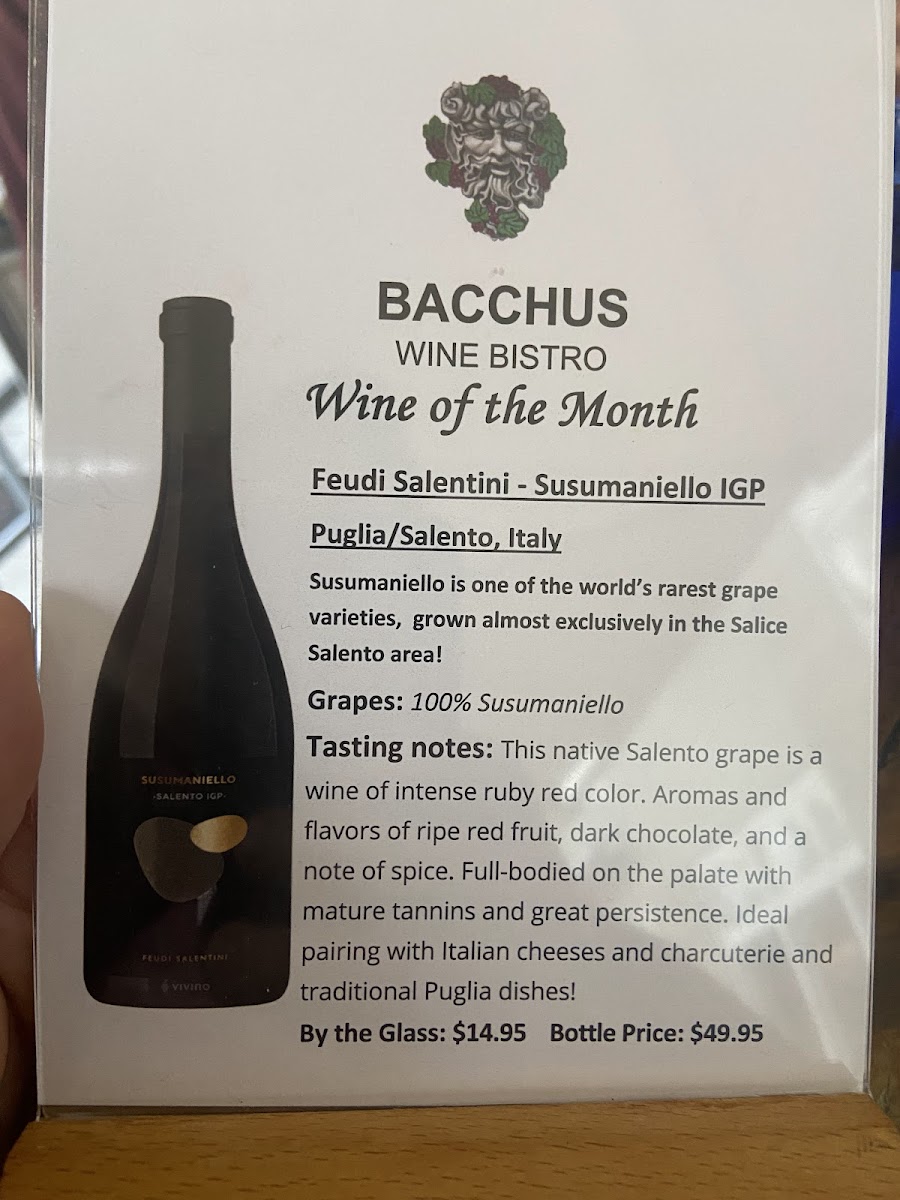 BACCHUS
WINE BISTRO
Wine of the Month
Feudi Salentini - Susumaniello IGP
Puglia/Salento, Italy
Susumaniello is one of the world's rarest grape
varieties, grown almost exclusively in the Salice
Salento area!
Grapes: 100% Susumaniello
Tasting notes: This native Salento grape is a
wine of intense ruby red color. Aromas and
flavors of ripe red fruit, dark chocolate, and a
note of spice. Full-bodied on the palate with
mature tannins and great persistence. Ideal
pairing with Italian cheeses and charcuterie and
traditional Puglia dishes!
By the Glass: $14.95 Bottle Price: $49.95
SUSUMANIELLO
-SALENTO IGP-
FEUDI SALENTINI
VIVINO